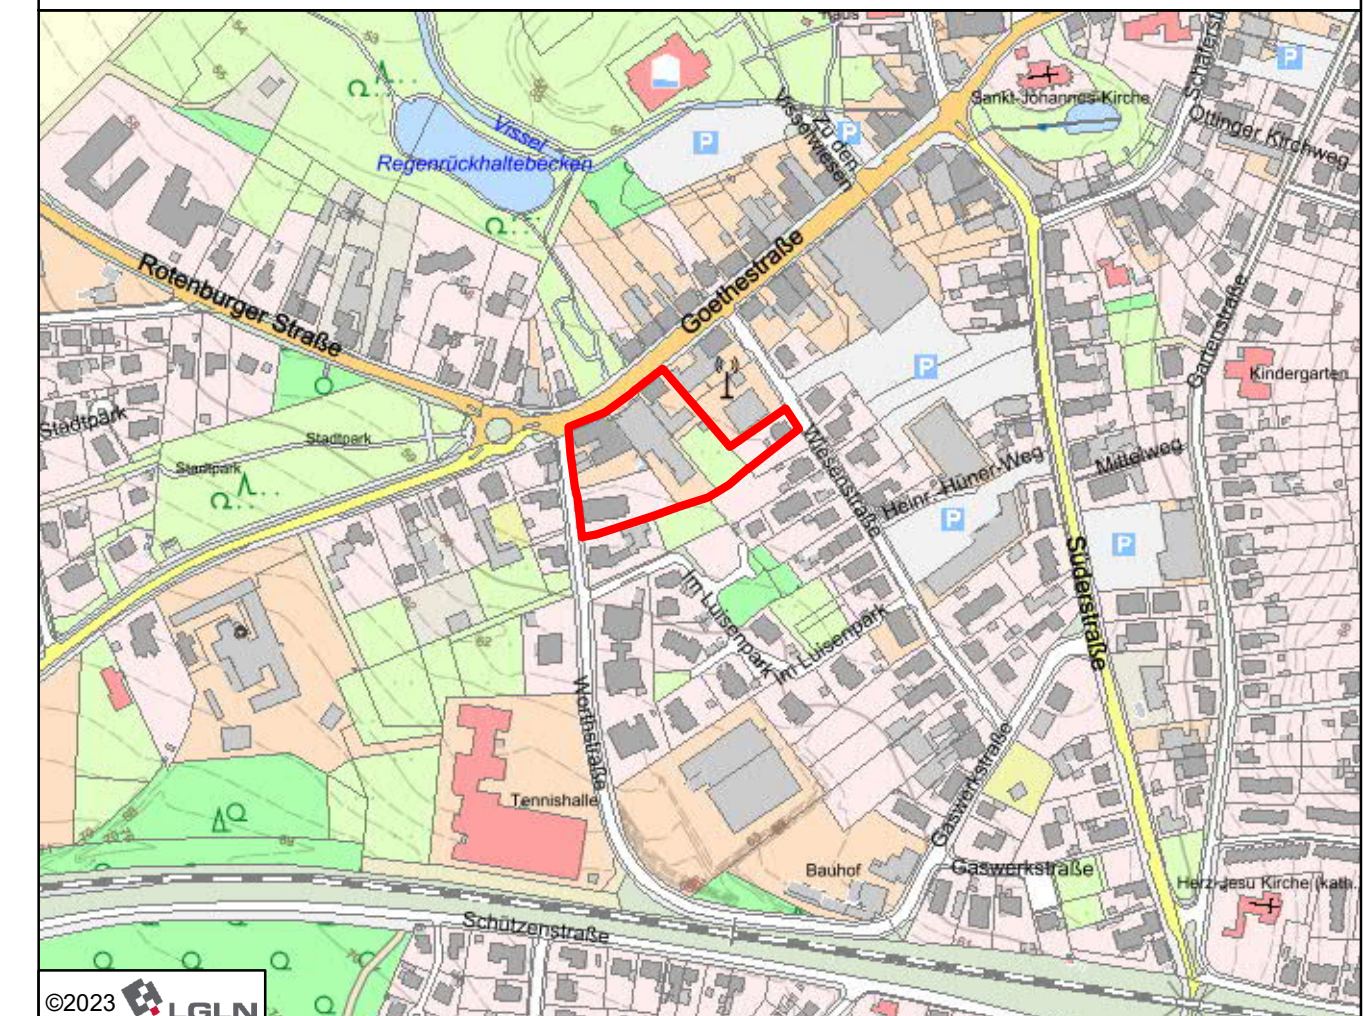 haus
Sankt-Johannes-Kirche
Schäferstr
Ottinger Kirchweg
P
P
P
Vissel
Regenrückhaltebecken
Zu den
Visselwiesen
Rotenburger Straße
Goethestraße
Gartenstraße
Kindergarten
P
Stadtpark
Stadtpark
Stadtpark
Wiesenstraße
Heinr.-Hüner-Weg
Mittelweg
P
P
Süderstraße
Im Luisenpark
Im Luisenpark
Worthstraße
Tennishalle
Gaswerkstraße
Bauhof
Gaswerkstraße
Herz-Jesu Kirche (kath.
Schützenstraße
©2023 LGLN